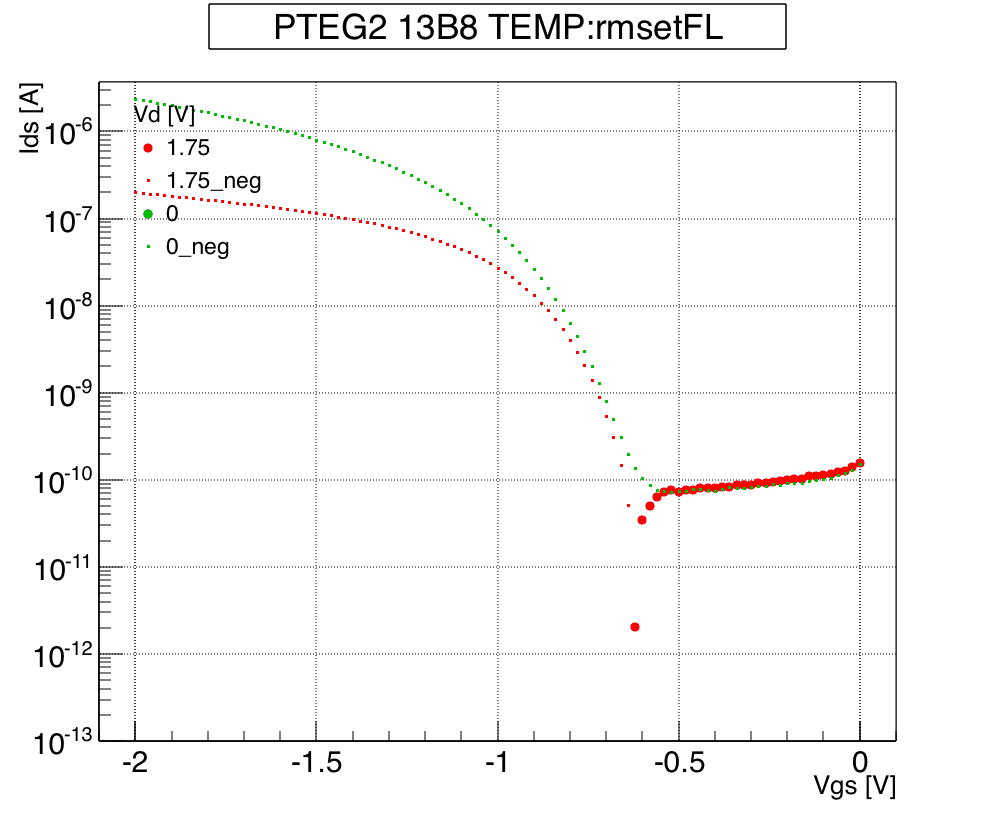 PTEG2 13B8 TEMP:rmsetFL
Ids [A]
Vd [V]
1.75
1.75_neg
0
0_neg
10-6
10-7
10-8
10-9
10-10
10-11
10-12
10-13
-2 -1.5 -1 -0.5 0
Vgs [V]